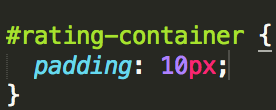 #rating-container {
padding: 10px;
}